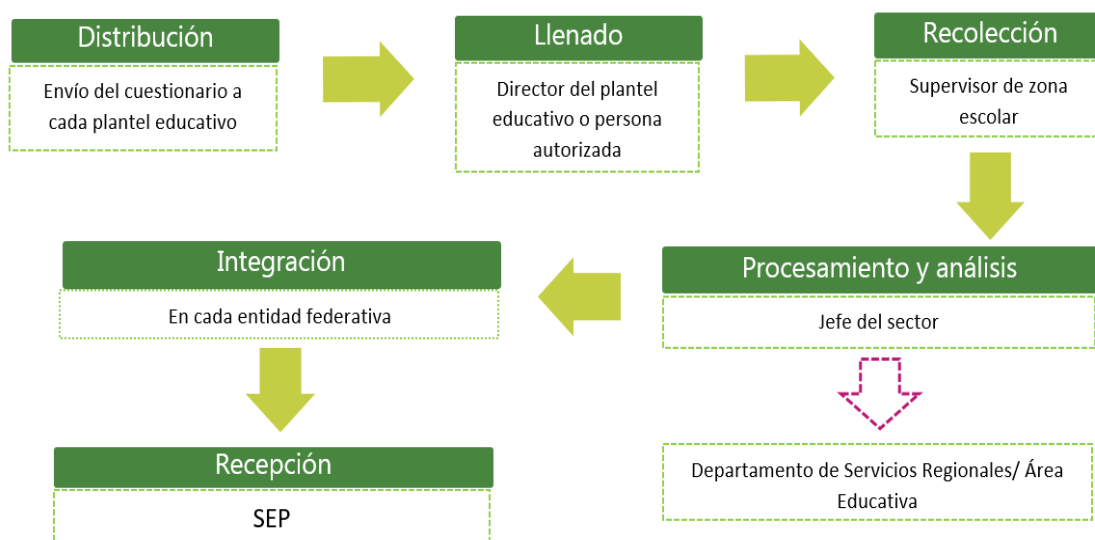 Distribución
Envío del cuestionario a
cada plantel educativo
Llenado
Director del plantel
educativo o persona
autorizada
Recolección
Supervisor de zona
escolar
Procesamiento y análisis
Jefe del sector
Departamento de Servicios Regionales/ Área
Educativa
Integración
En cada entidad federativa
Recepción
SEP